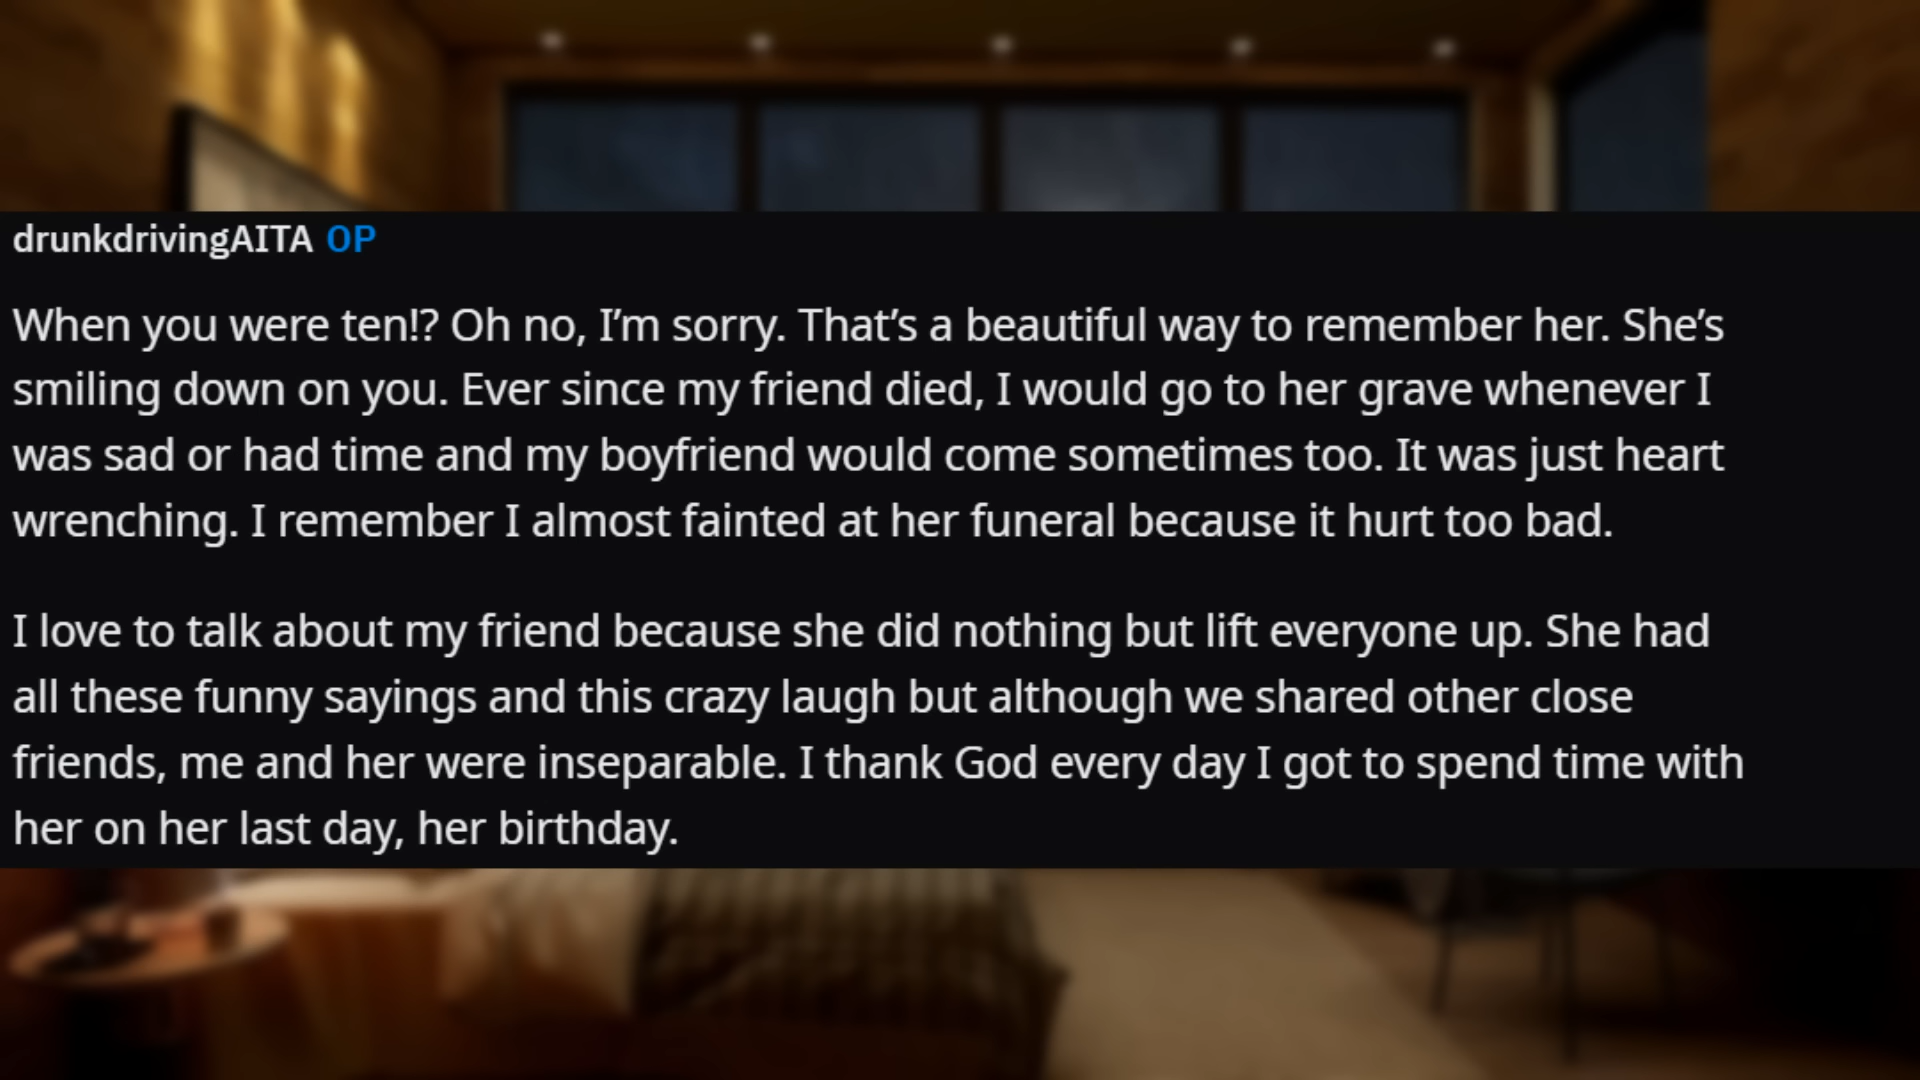 drunkdrivingAITA OP
When you were ten!? Oh no, I’m sorry. That’s a beautiful way to remember her. She’s
smiling down on you. Ever since my friend died, I would go to her grave whenever I
was sad or had time and my boyfriend would come sometimes too. It was just heart
wrenching. I remember I almost fainted at her funeral because it hurt too bad.
I love to talk about my friend because she did nothing but lift everyone up. She had
all these funny sayings and this crazy laugh but although we shared other close
friends, me and her were inseparable. I thank God every day I got to spend time with
her on her last day, her birthday.